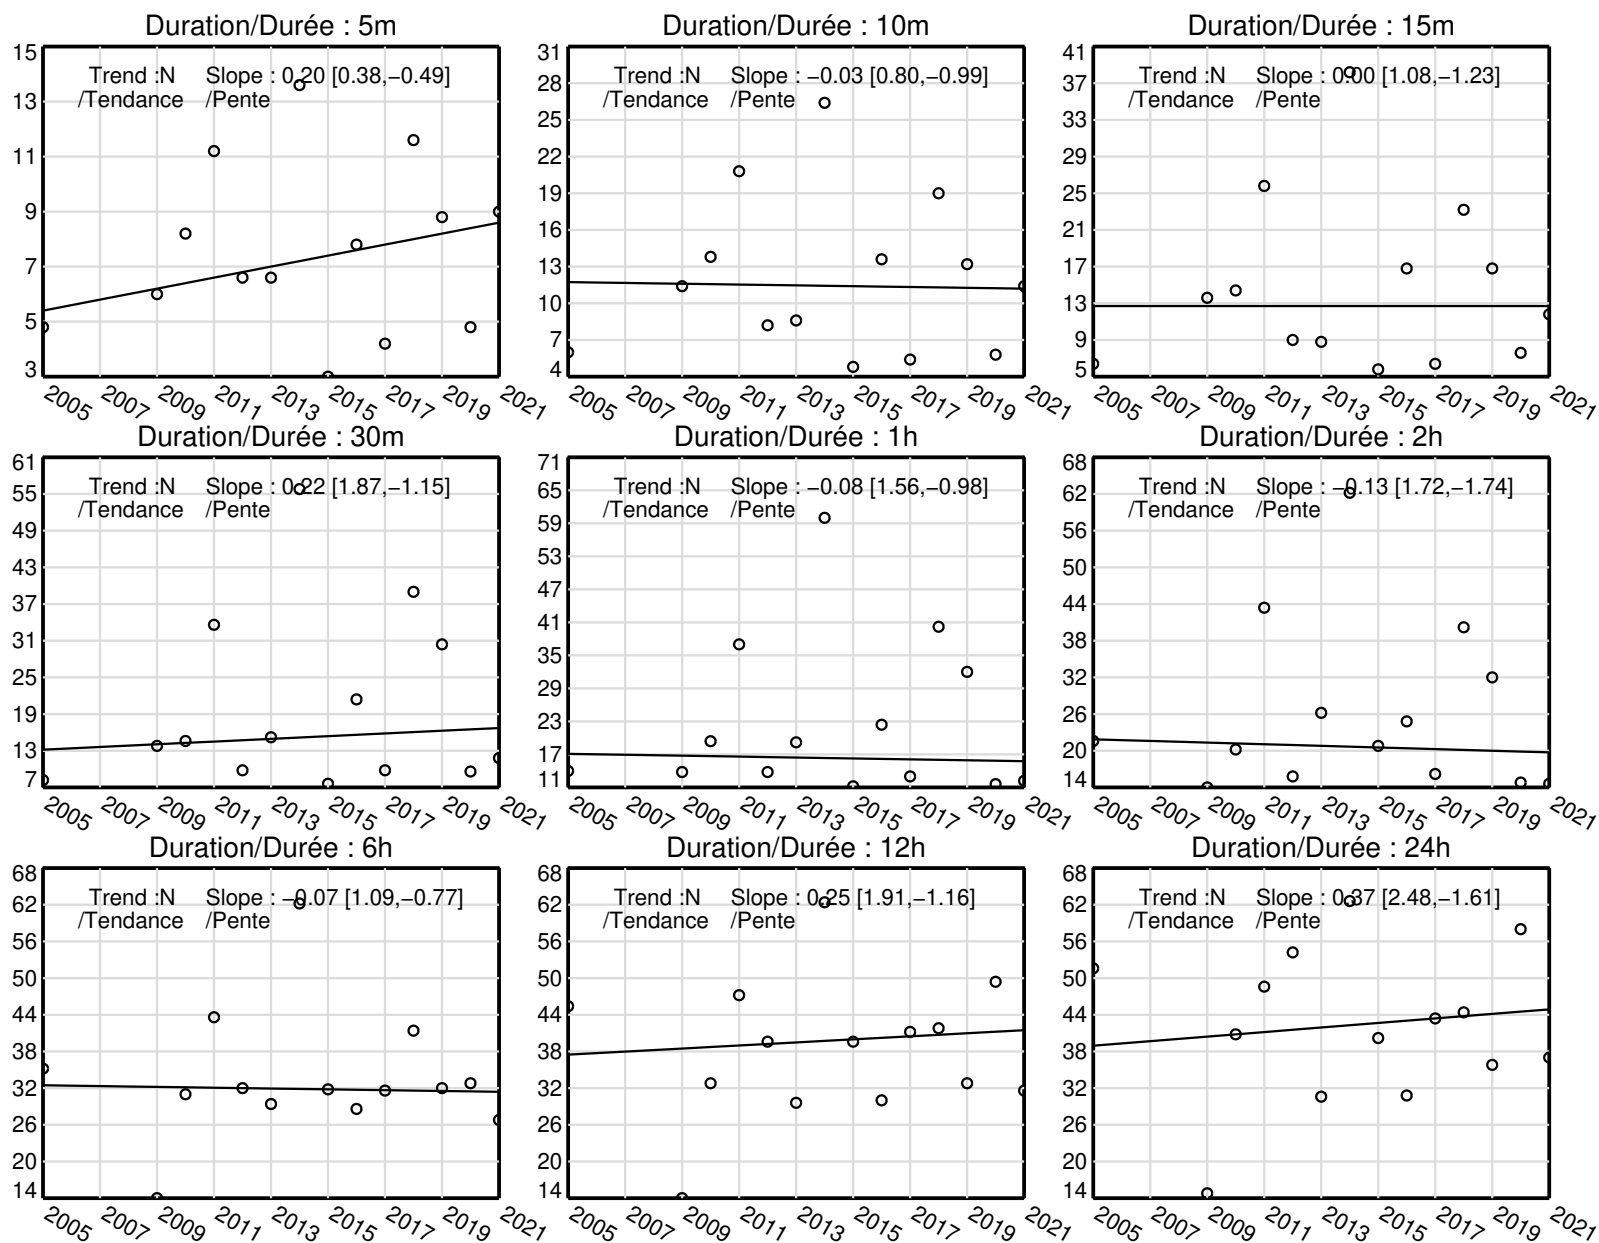 Duration/Durée : 5m
Trend :N Slope : 0.20 [0.38,−0.49]
/Tendance /Pente
15
13
11
9
7
5
3
2005 2007 2009 2011 2013 2015 2017 2019 2021
Duration/Durée : 10m
Trend :N Slope : −0.03 [0.80,−0.99]
/Tendance /Pente
31
28
25
22
19
16
13
10
7
4
2005 2007 2009 2011 2013 2015 2017 2019 2021
Duration/Durée : 15m
Trend :N Slope : 0.00 [1.08,−1.23]
/Tendance /Pente
41
37
33
29
25
21
17
13
9
5
2005 2007 2009 2011 2013 2015 2017 2019 2021
Duration/Durée : 30m
Trend :N Slope : 0.22 [1.87,−1.15]
/Tendance /Pente
61
55
49
43
37
31
25
19
13
7
2005 2007 2009 2011 2013 2015 2017 2019 2021
Duration/Durée : 1h
Trend :N Slope : −0.08 [1.56,−0.98]
/Tendance /Pente
71
65
59
53
47
41
35
29
23
17
11
2005 2007 2009 2011 2013 2015 2017 2019 2021
Duration/Durée : 2h
Trend :N Slope : −0.13 [1.72,−1.74]
/Tendance /Pente
68
62
56
50
44
38
32
26
20
14
2005 2007 2009 2011 2013 2015 2017 2019 2021
Duration/Durée : 6h
Trend :N Slope : −0.07 [1.09,−0.77]
/Tendance /Pente
68
62
56
50
44
38
32
26
20
14
2005 2007 2009 2011 2013 2015 2017 2019 2021
Duration/Durée : 12h
Trend :N Slope : 0.25 [1.91,−1.16]
/Tendance /Pente
68
62
56
50
44
38
32
26
20
14
2005 2007 2009 2011 2013 2015 2017 2019 2021
Duration/Durée : 24h
Trend :N Slope : 0.37 [2.48,−1.61]
/Tendance /Pente
68
62
56
50
44
38
32
26
20
14
2005 2007 2009 2011 2013 2015 2017 2019 2021